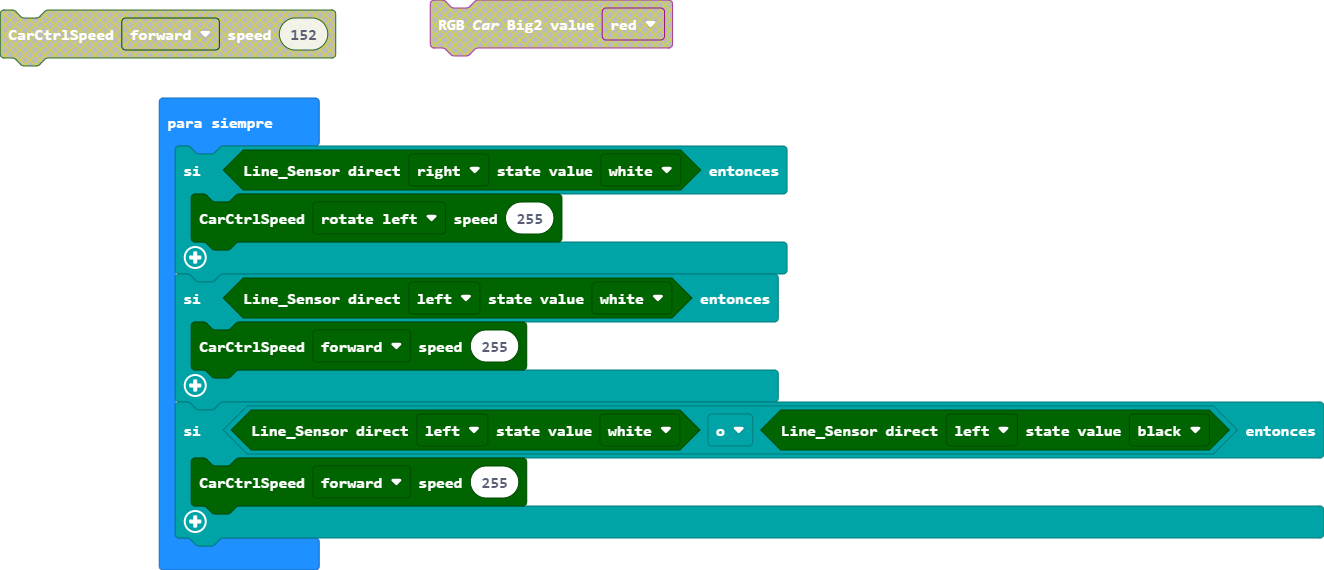 CarCtrlSpeed forward speed 152
RGB Car Big2 value red
para siempre
si Line_Sensor direct right state value white entonces
CarCtrlSpeed rotate left speed 255
si Line_Sensor direct left state value white entonces
CarCtrlSpeed forward speed 255
si Line_Sensor direct left state value white o Line_Sensor direct left state value black entonces
CarCtrlSpeed forward speed 255